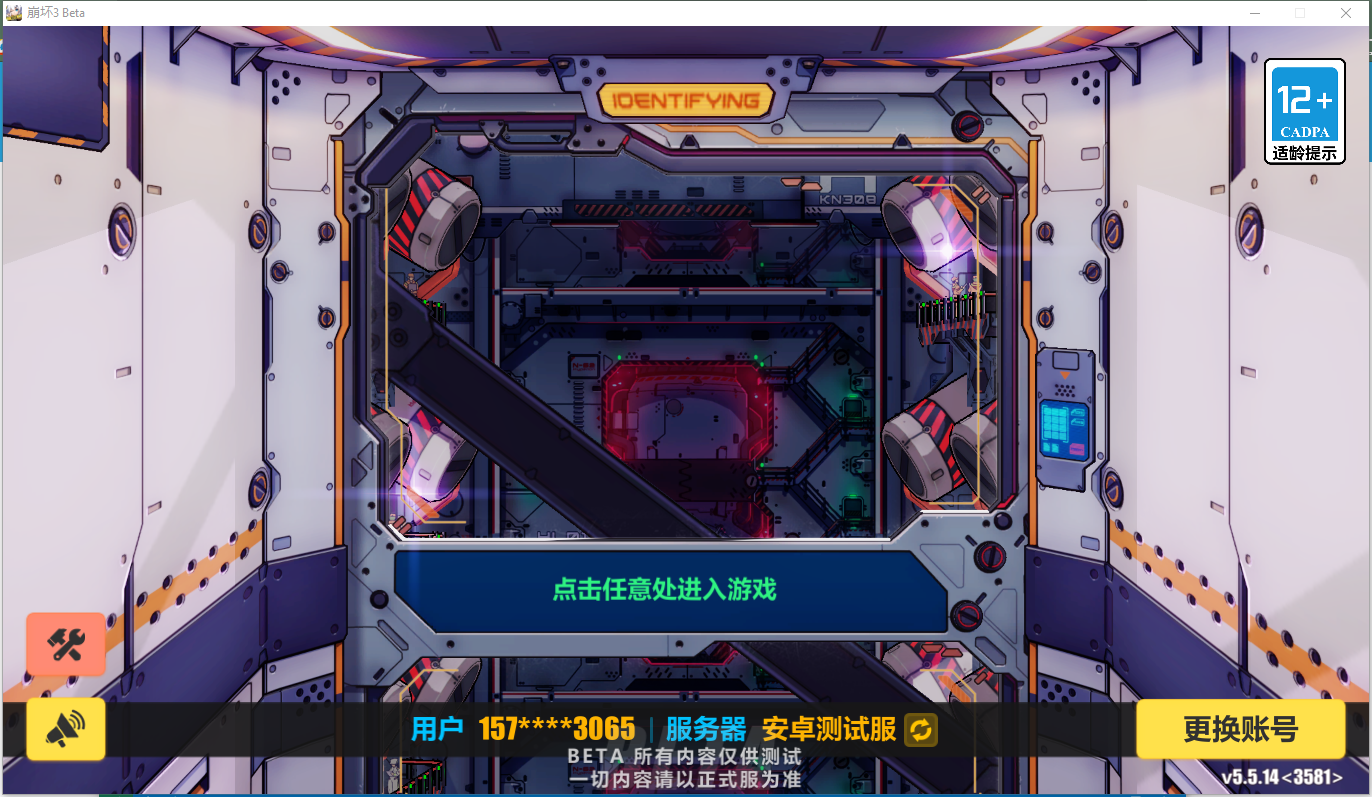 崩坏3 Beta
IDENTIFYING
12+
CADPA
适龄提示
KN308
点击任意处进入游戏
用户 157****3065 | 服务器 安卓测试服
更换账号
BETA 所有内容仅供测试
一切内容请以正式服为准
v5.5.14<3581>